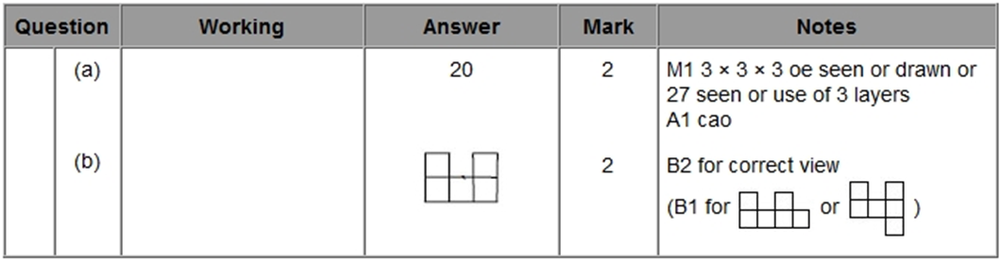 Question Working Answer Mark Notes
(a) 20 2 M1 3 × 3 × 3 oe seen or drawn or
27 seen or use of 3 layers
A1 cao
(b) 2 B2 for correct view
(B1 for or )